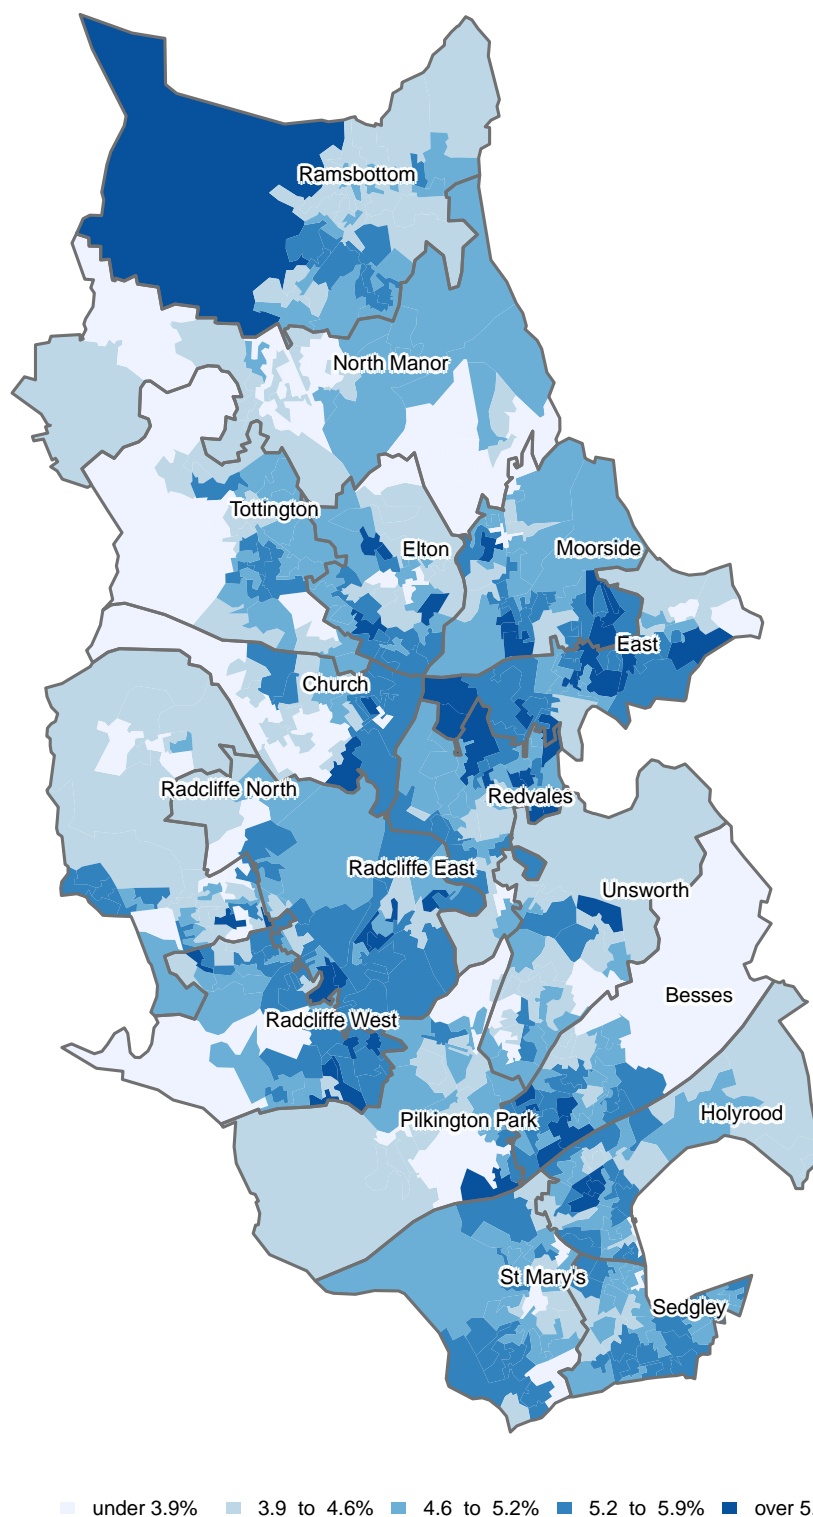 Ramsbottom
North Manor
Tottington
Elton
Moorside
East
Church
Radcliffe North
Redvales
Radcliffe East
Unsworth
Besses
Radcliffe West
Holyrood
Pilkington Park
St Mary's
Sedgley
under 3.9% 3.9 to 4.6% 4.6 to 5.2% 5.2 to 5.9% over 5.